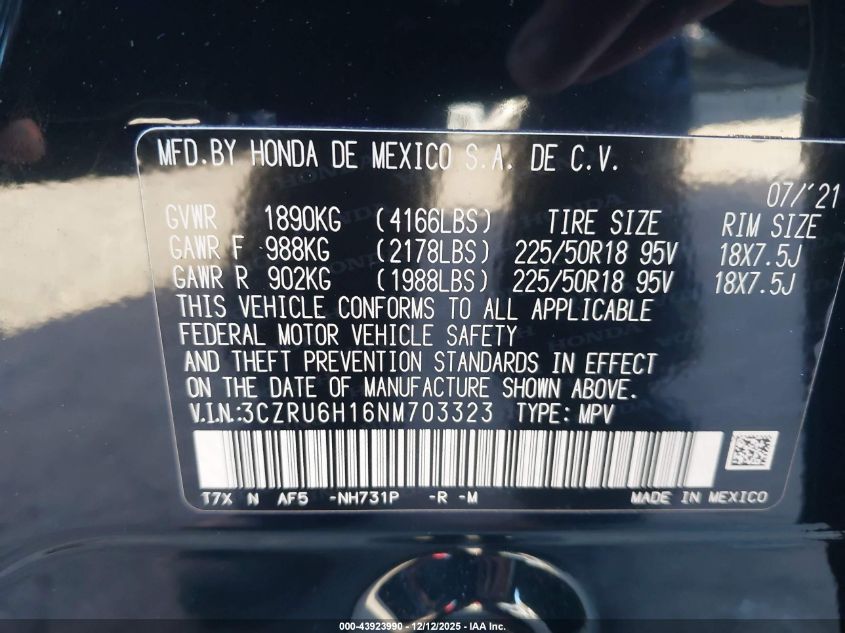 MFD.BY HONDA DE MEXICO S.A. DE C.V.
07/'21
GVWR 1890KG (4166LBS) TIRE SIZE RIM SIZE
GAWR F 988KG (2178LBS) 225/50R18 95V 18X7.5J
GAWR R 902KG (1988LBS) 225/50R18 95V 18X7.5J
THIS VEHICLE CONFORMS TO ALL APPLICABLE
FEDERAL MOTOR VEHICLE SAFETY
AND THEFT PREVENTION STANDARDS IN EFFECT
ON THE DATE OF MANUFACTURE SHOWN ABOVE.
V.I.N.:3CZRU6H16NM703323 TYPE: MPV
T7X N AF5 -NH731P -R -M MADE IN MEXICO
000-43923990 - 12/12/2025 - IAA Inc.